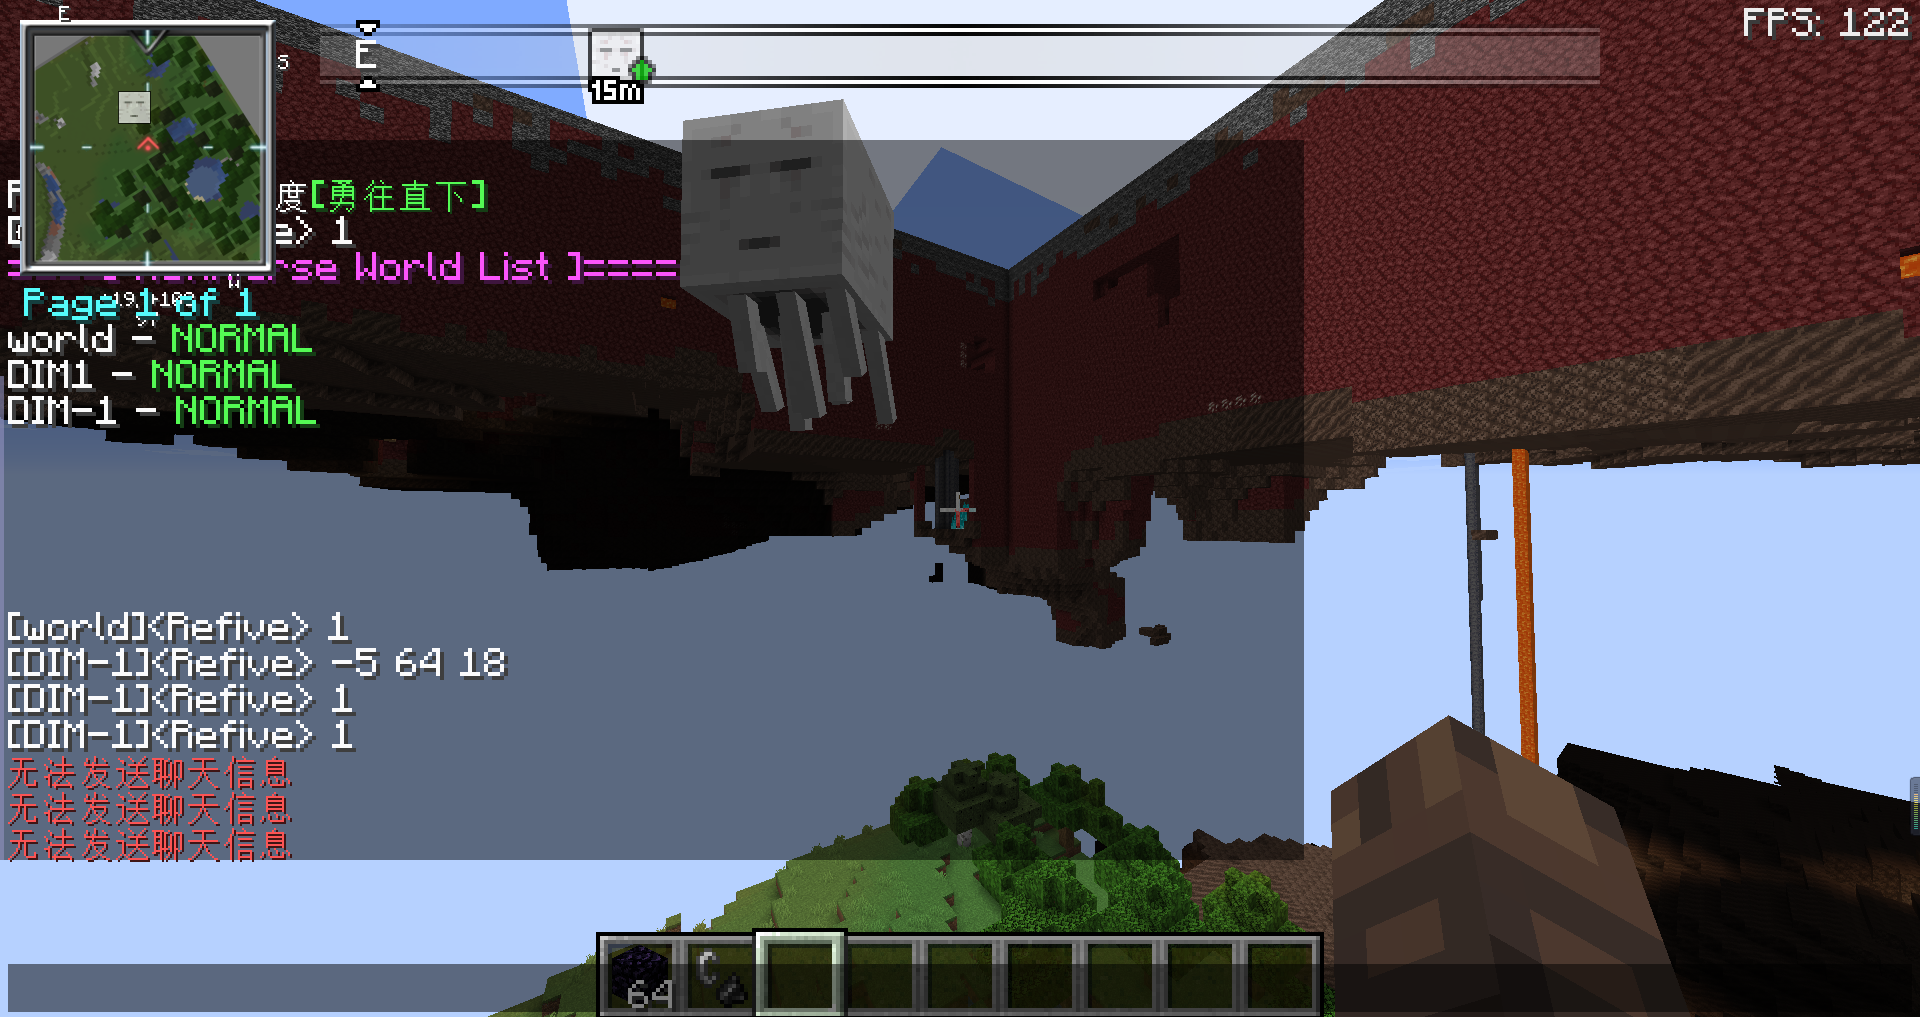 E
E
S
15m
FPS: 122
度[勇往直下]
e> 1
rse World List ]====
W
Page 1 of 1
world - NORMAL
DIM1 - NORMAL
DIM-1 - NORMAL
[world]<Refive> 1
[DIM-1]<Refive> -5 64 18
[DIM-1]<Refive> 1
[DIM-1]<Refive> 1
无法发送聊天信息
无法发送聊天信息
无法发送聊天信息
64